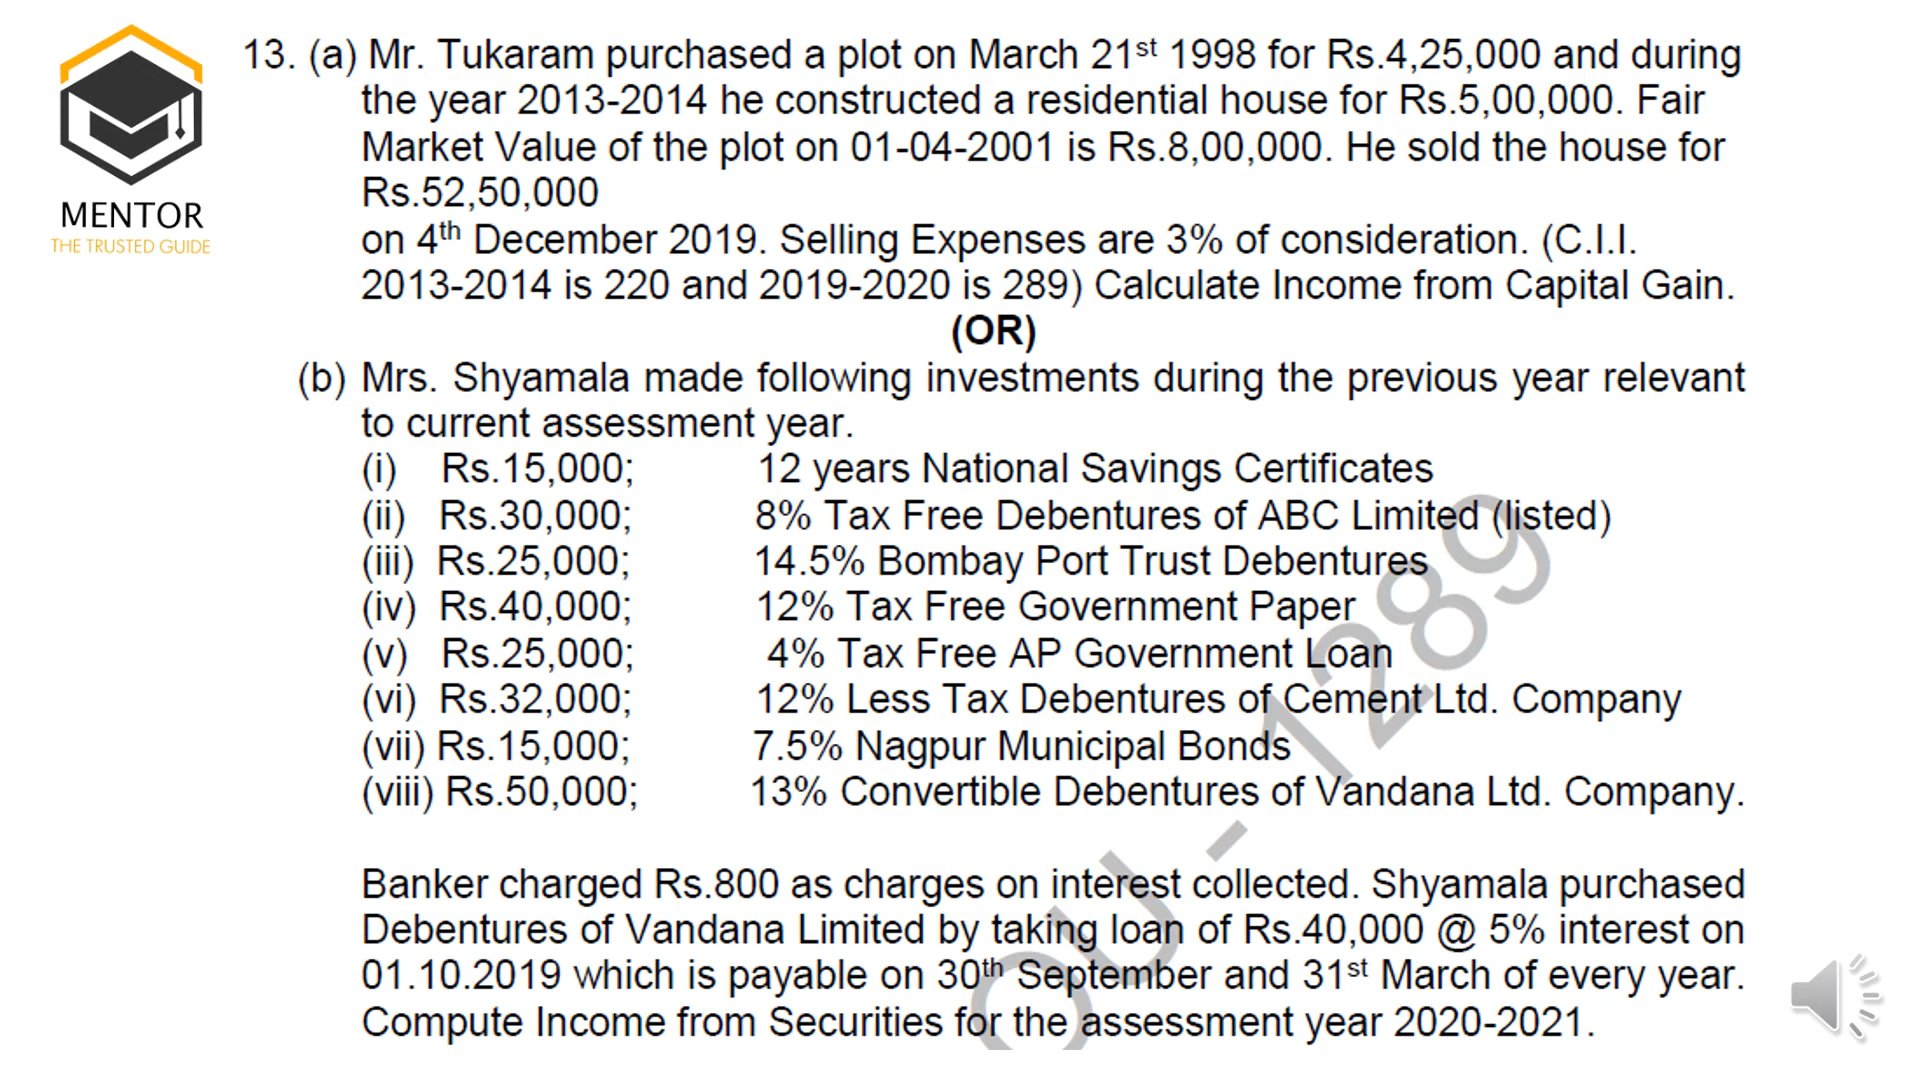 MENTOR
THE TRUSTED GUIDE
13. (a) Mr. Tukaram purchased a plot on March 21st 1998 for Rs.4,25,000 and during
the year 2013-2014 he constructed a residential house for Rs.5,00,000. Fair
Market Value of the plot on 01-04-2001 is Rs.8,00,000. He sold the house for
Rs.52,50,000
on 4th December 2019. Selling Expenses are 3% of consideration. (C.I.I.
2013-2014 is 220 and 2019-2020 is 289) Calculate Income from Capital Gain.
(OR)
(b) Mrs. Shyamala made following investments during the previous year relevant
to current assessment year.
(i) Rs.15,000; 12 years National Savings Certificates
(ii) Rs.30,000; 8% Tax Free Debentures of ABC Limited (listed)
(iii) Rs.25,000; 14.5% Bombay Port Trust Debentures
(iv) Rs.40,000; 12% Tax Free Government Paper
(v) Rs.25,000; 4% Tax Free AP Government Loan
(vi) Rs.32,000; 12% Less Tax Debentures of Cement Ltd. Company
(vii) Rs.15,000; 7.5% Nagpur Municipal Bonds
(viii) Rs.50,000; 13% Convertible Debentures of Vandana Ltd. Company.
Banker charged Rs.800 as charges on interest collected. Shyamala purchased
Debentures of Vandana Limited by taking loan of Rs.40,000 @ 5% interest on
01.10.2019 which is payable on 30th September and 31st March of every year.
Compute Income from Securities for the assessment year 2020-2021.
OU - 1289